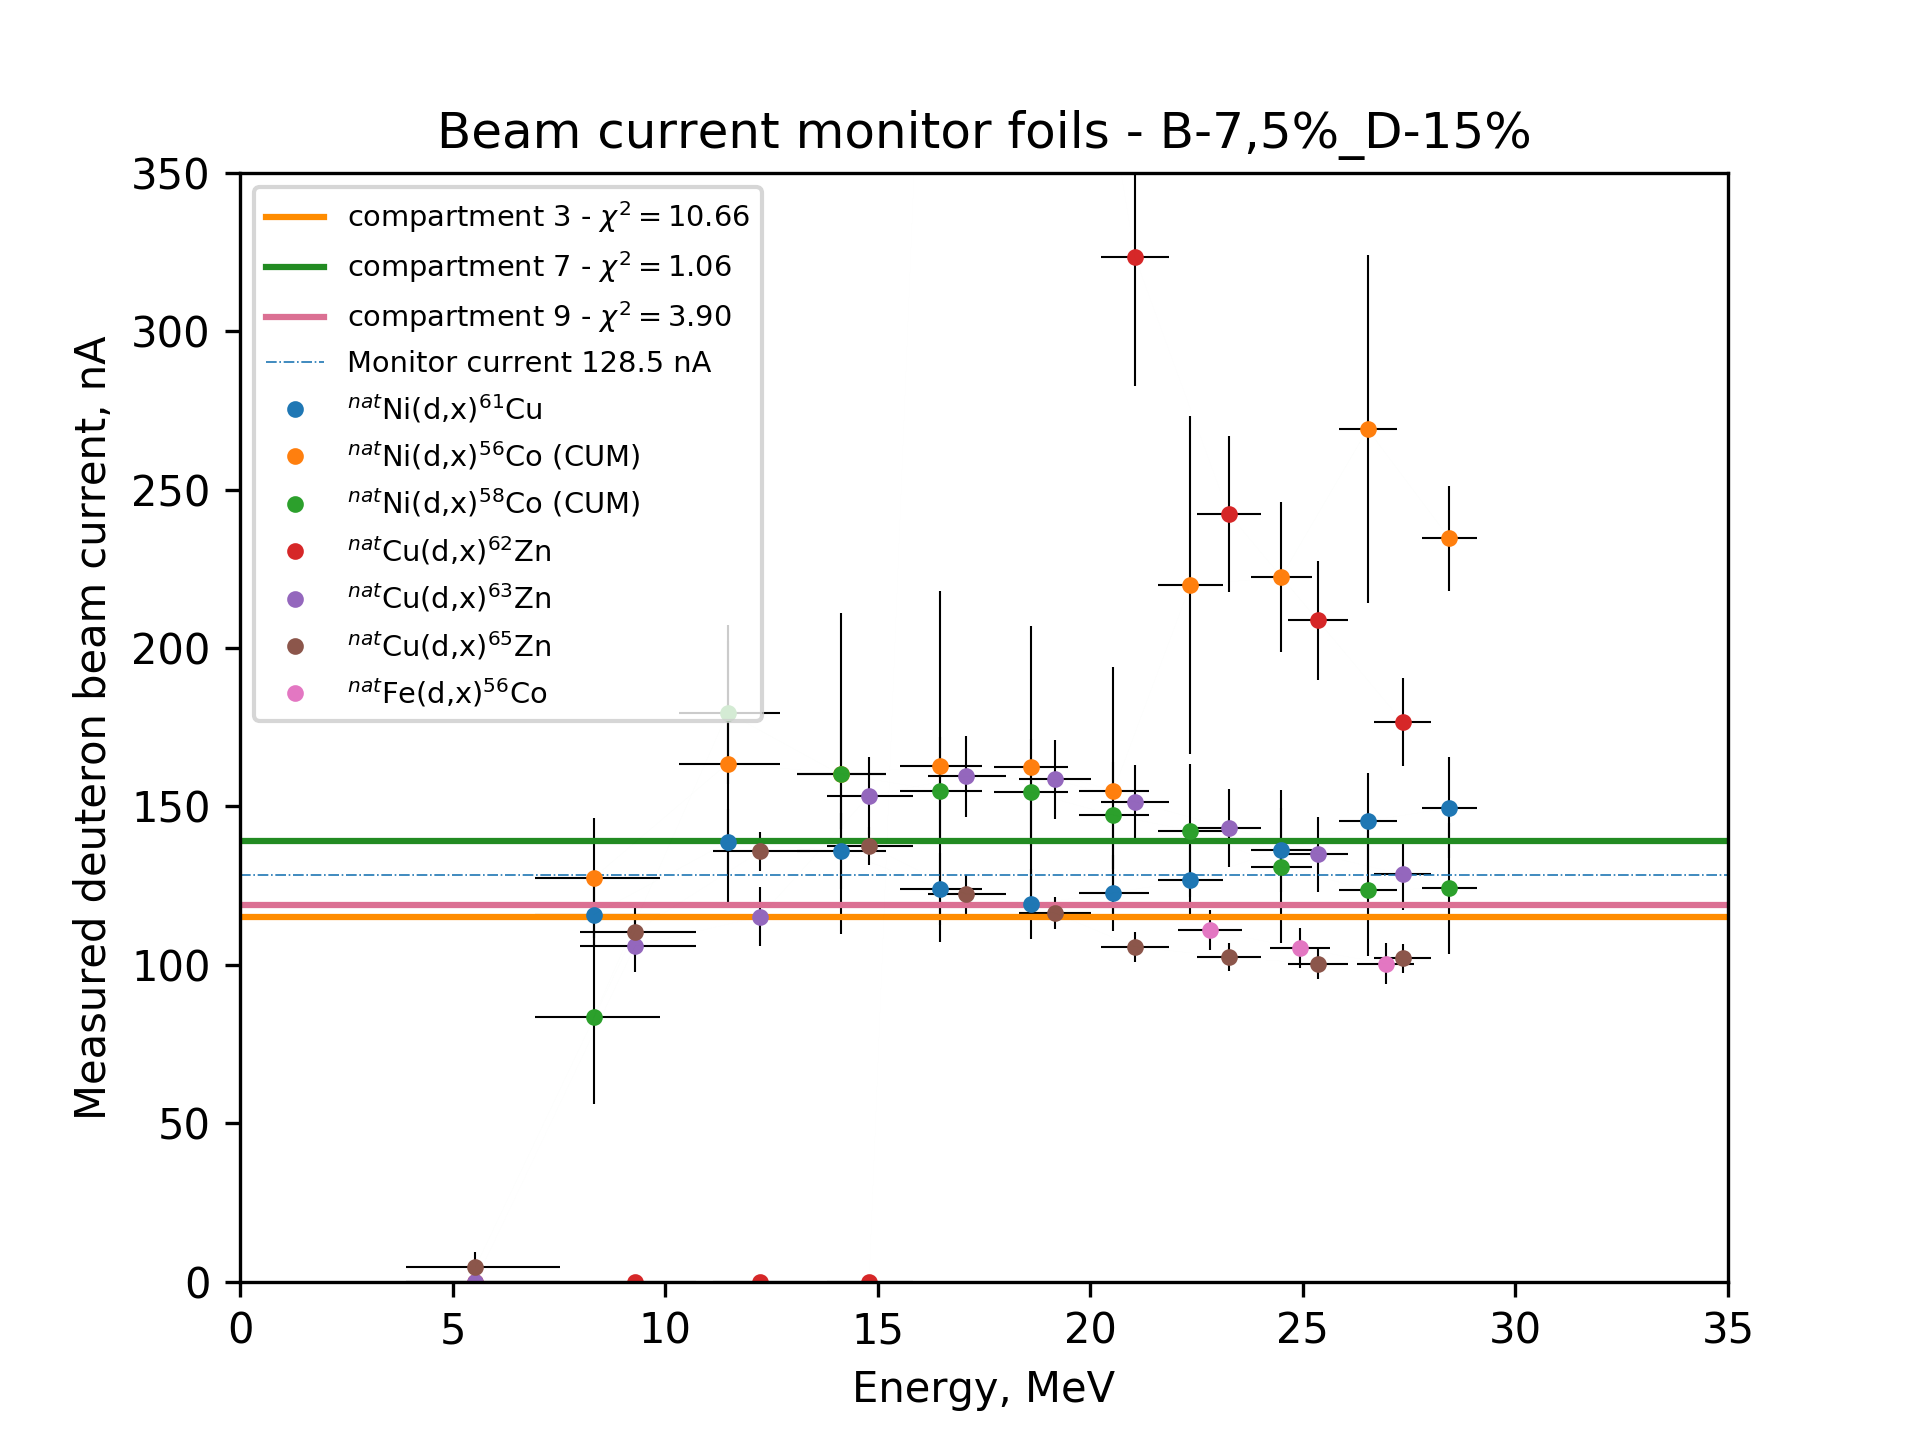 Beam current monitor foils - B-7,5%_D-15%
Measured deuteron beam current, nA
350
300
250
200
150
100
50
0
compartment 3 - χ² = 10.66
compartment 7 - χ² = 1.06
compartment 9 - χ² = 3.90
Monitor current 128.5 nA
ⁿᵃᵗNi(d,x)⁶¹Cu
ⁿᵃᵗNi(d,x)⁵⁶Co (CUM)
ⁿᵃᵗNi(d,x)⁵⁸Co (CUM)
ⁿᵃᵗCu(d,x)⁶²Zn
ⁿᵃᵗCu(d,x)⁶³Zn
ⁿᵃᵗCu(d,x)⁶⁵Zn
ⁿᵃᵗFe(d,x)⁵⁶Co
0 5 10 15 20 25 30 35
Energy, MeV